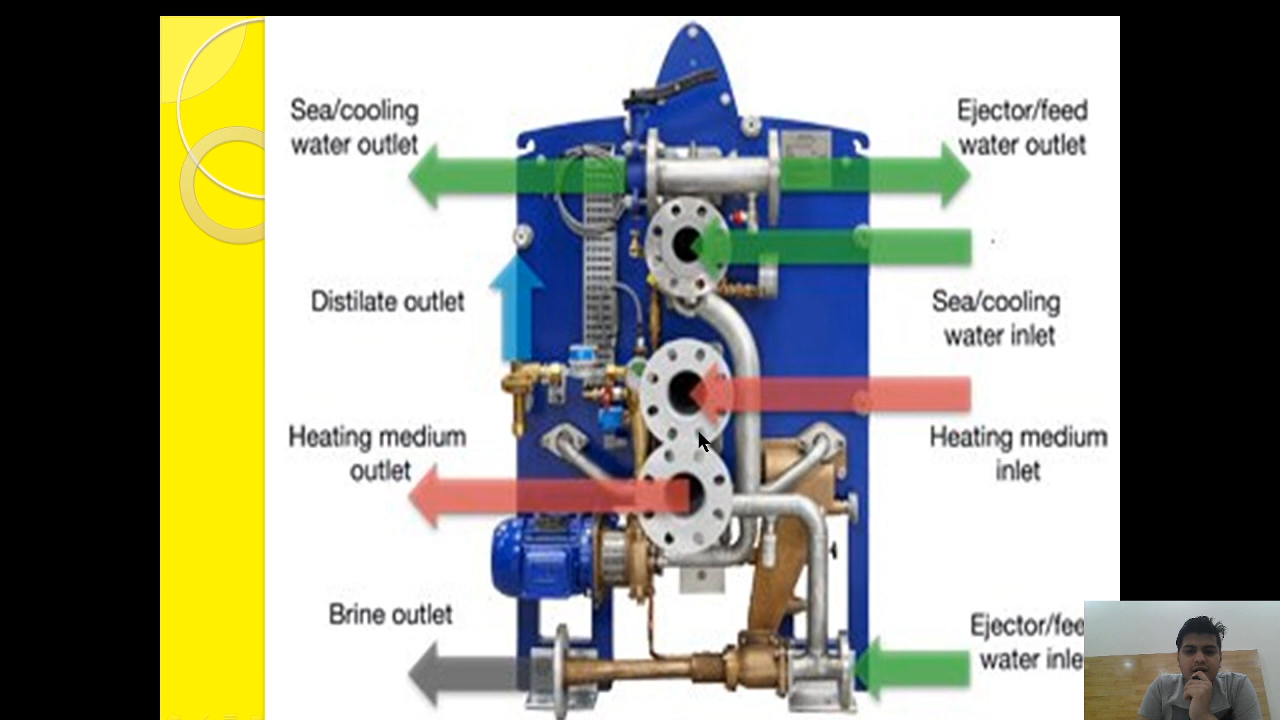 Sea/cooling
water outlet
Ejector/feed
water outlet
Distilate outlet
Sea/cooling
water inlet
Heating medium
outlet
Heating medium
inlet
Brine outlet
Ejector/fee
water inle